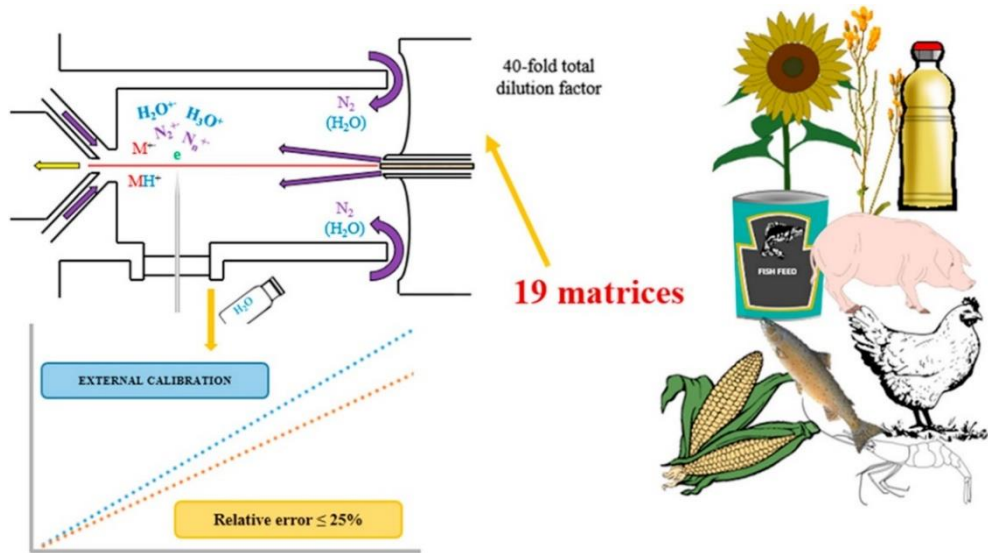 H₂O⁺·
H₃O⁺
N₂⁺·
Nₙ⁺·
M⁺·
e
MH⁺
N₂
(H₂O)
N₂
(H₂O)
40-fold total
dilution factor
19 matrices
H₂O
EXTERNAL CALIBRATION
Relative error ≤ 25%
FISH FEED